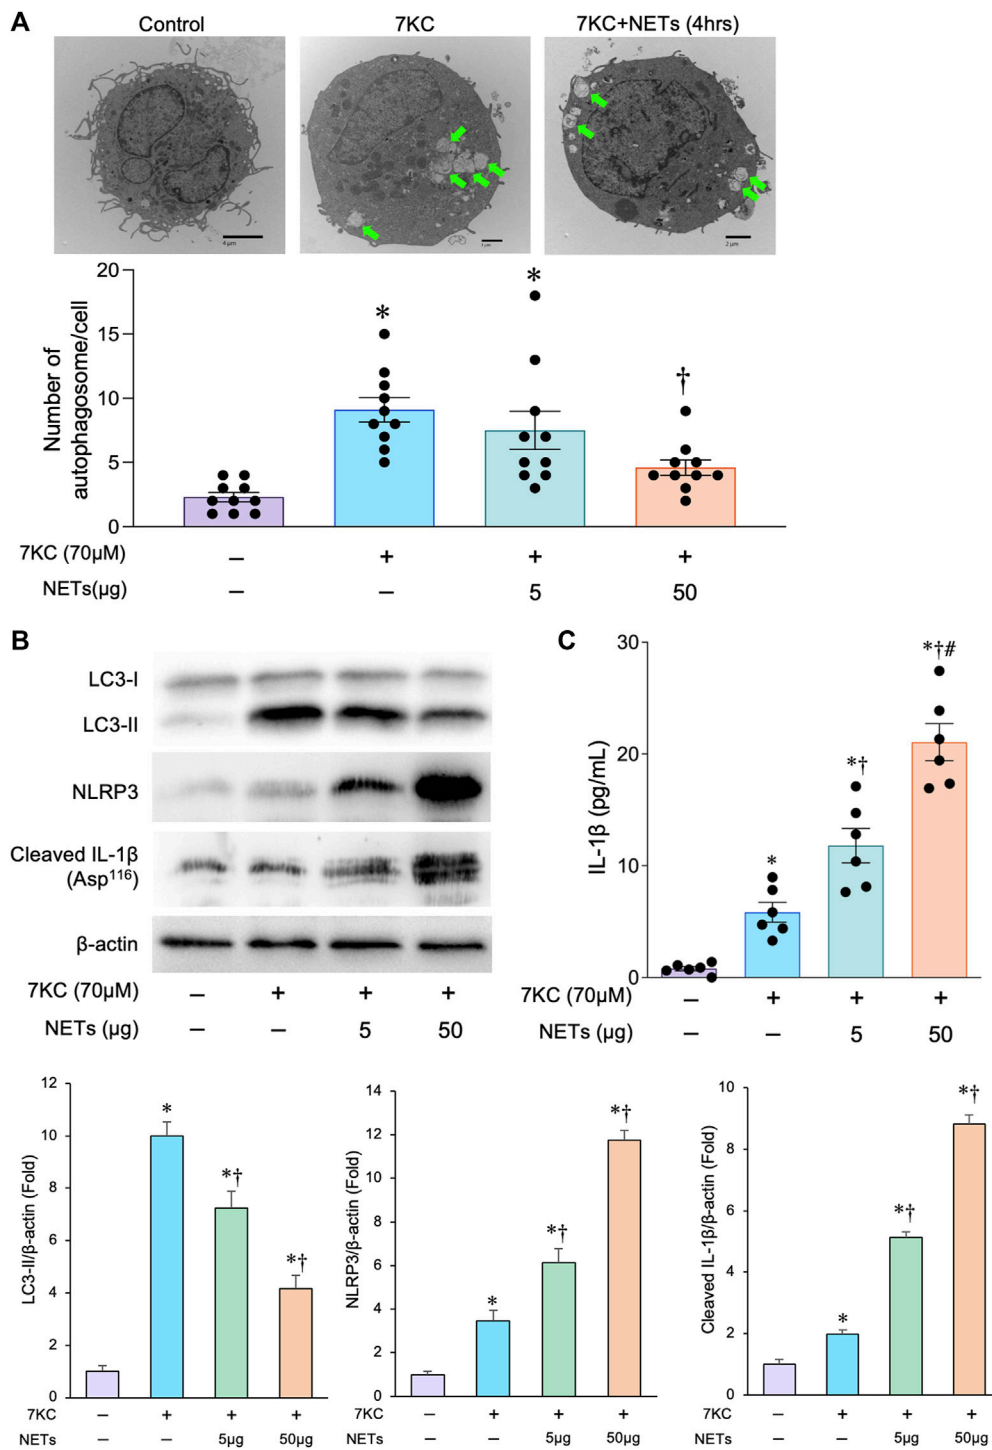 A
Control 7KC 7KC+NETs (4hrs)
4 μm 2 μm
Number of autophagosome/cell
20
15
10
5
0
* * †
7KC (70μM) – + + +
NETs(μg) – – 5 50
B
LC3-I
LC3-II
NLRP3
Cleaved IL-1β
(Asp116)
β-actin
7KC (70μM) – + + +
NETs (μg) – – 5 50
C
IL-1β (pg/mL)
30
20
10
0
* *† *†#
7KC (70μM) – + + +
NETs (μg) – – 5 50
LC3-II/β-actin (Fold)
12
10
8
6
4
2
0
* *† *†
7KC – + + +
NETs – – 5μg 50μg
NLRP3/β-actin (Fold)
14
12
10
8
6
4
2
0
* *† *†
7KC – + + +
NETs – – 5μg 50μg
Cleaved IL-1β/β-actin (Fold)
10
8
6
4
2
0
* *† *†
7KC – + + +
NETs – – 5μg 50μg